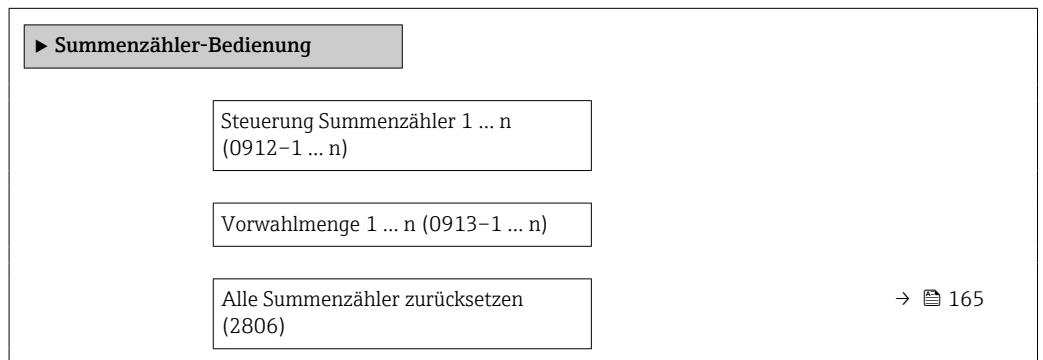 ▶ Summenzähler-Bedienung
Steuerung Summenzähler 1 … n
(0912–1 … n)
Vorwahlmenge 1 … n (0913–1 … n)
Alle Summenzähler zurücksetzen
(2806)
→ 165